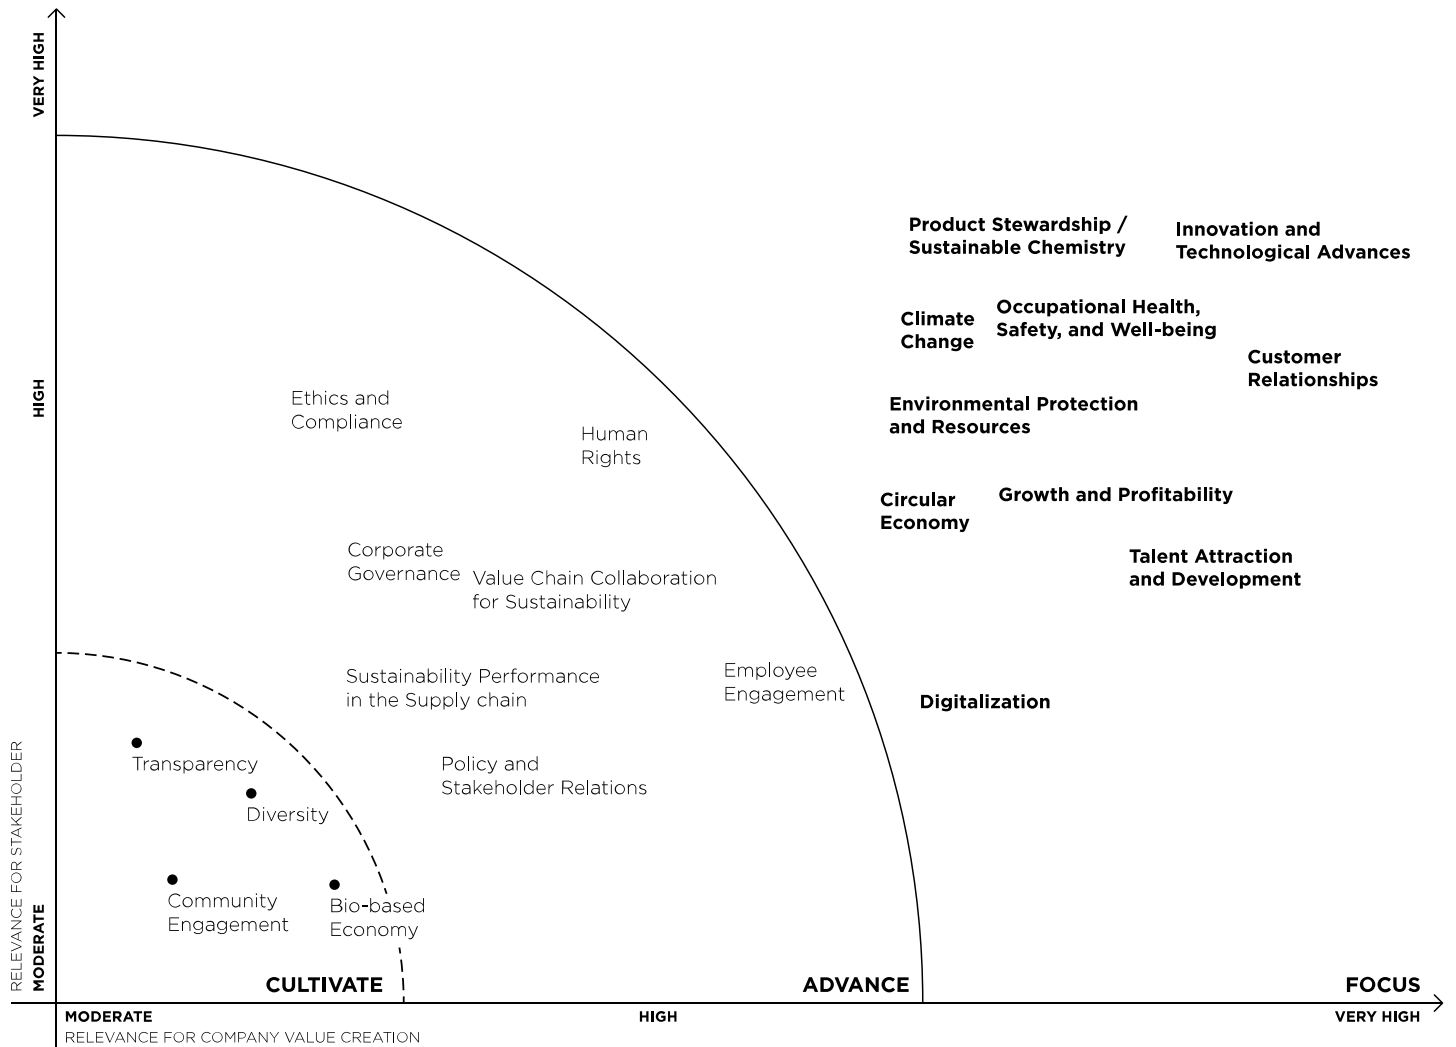 VERY HIGH
Product Stewardship /
Sustainable Chemistry
Innovation and
Technological Advances
Climate
Change
Occupational Health,
Safety, and Well-being
Customer
Relationships
HIGH
Ethics and
Compliance
Human
Rights
Environmental Protection
and Resources
Circular
Economy
Growth and Profitability
Corporate
Governance
Value Chain Collaboration
for Sustainability
Talent Attraction
and Development
Sustainability Performance
in the Supply chain
Employee
Engagement
Digitalization
Transparency
Policy and
Stakeholder Relations
Diversity
Community
Engagement
Bio-based
Economy
RELEVANCE FOR STAKEHOLDER
MODERATE
CULTIVATE
ADVANCE
FOCUS
MODERATE
HIGH
VERY HIGH
RELEVANCE FOR COMPANY VALUE CREATION